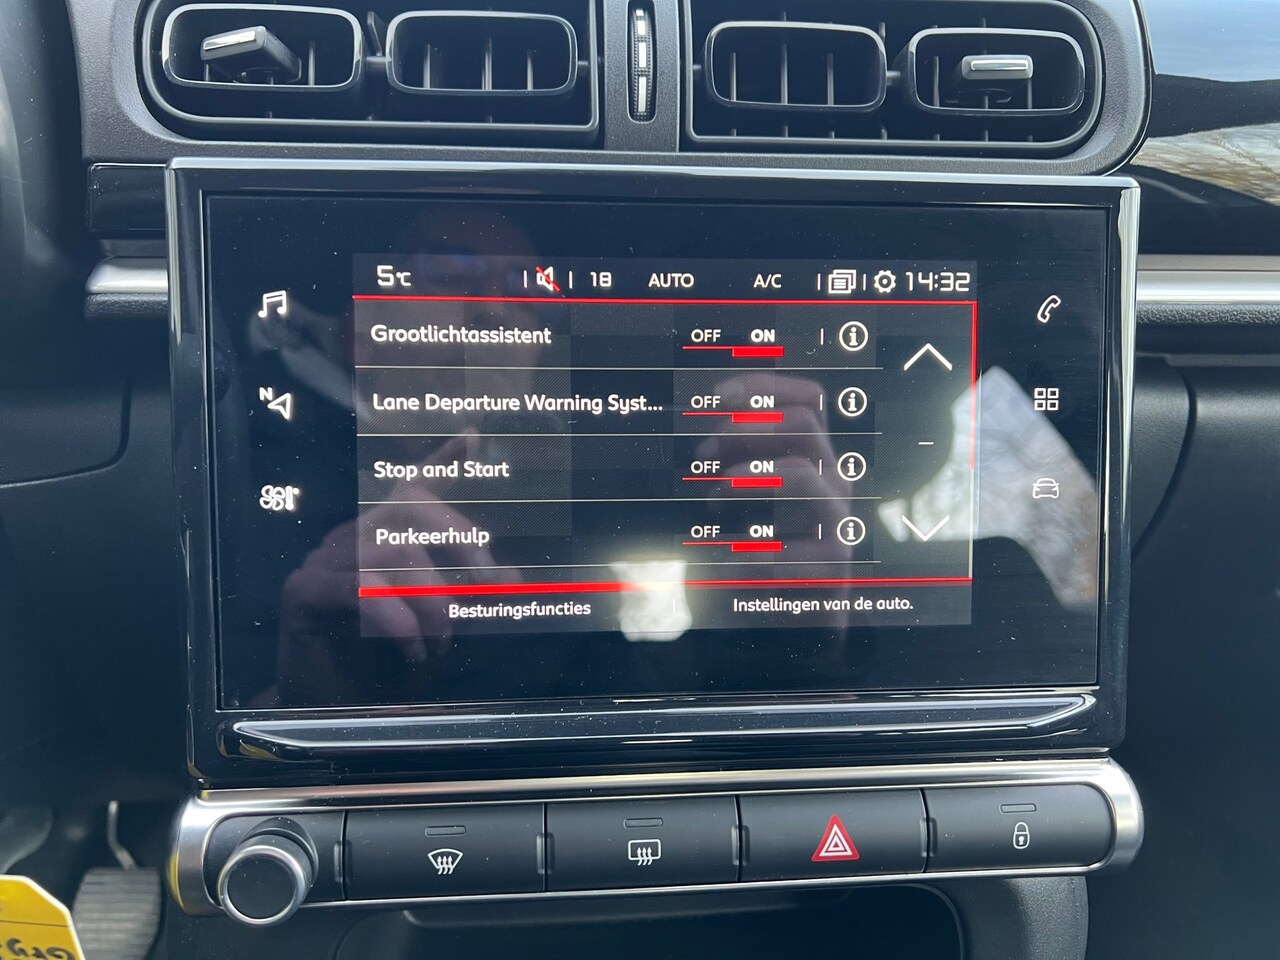 5°C 18 AUTO A/C 14:32
Grootlichtassistent OFF ON i
Lane Departure Warning Syst... OFF ON i
N
Stop and Start OFF ON i
Parkeerhulp OFF ON i
Besturingsfuncties Instellingen van de auto.